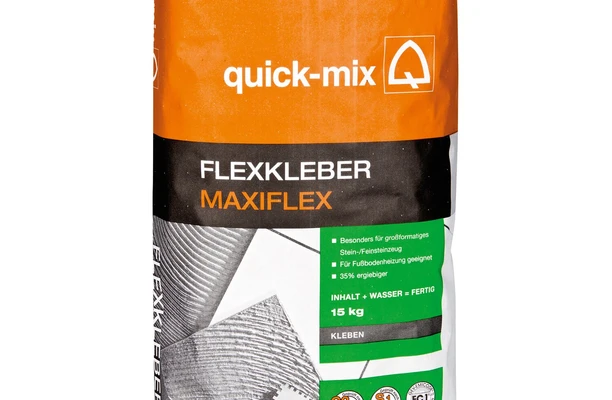 quick-mix
FLEXKLEBER
MAXIFLEX
Besonders für großformatiges
Stein-/Feinsteinzeug
Für Fußbodenheizung geeignet
35% ergiebiger
INHALT + WASSER = FERTIG
15 kg
KLEBEN
FLEXKLEBER